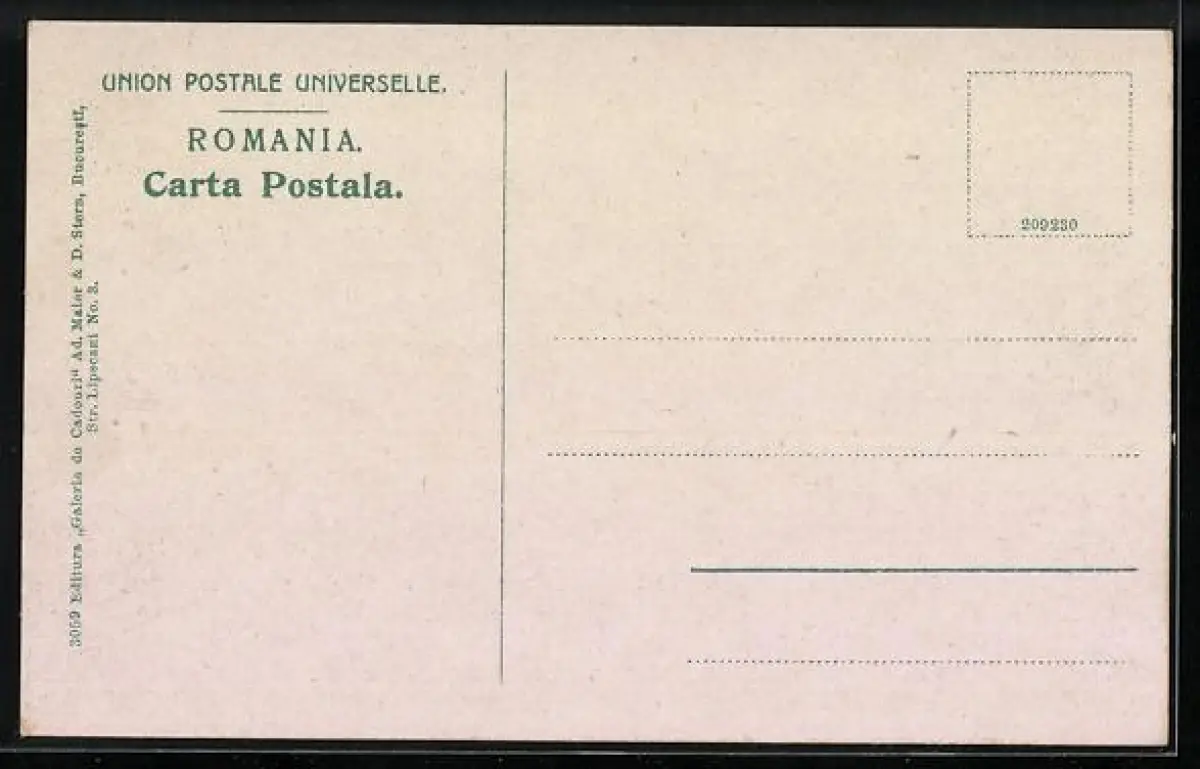 UNION POSTALE UNIVERSELLE.
ROMANIA.
Carta Postala.
209230
3059 Editura „Galeria de Cadouri“ Ad. Maier & D. Stern, Bucureşti,
Str. Lipscani No. 3.